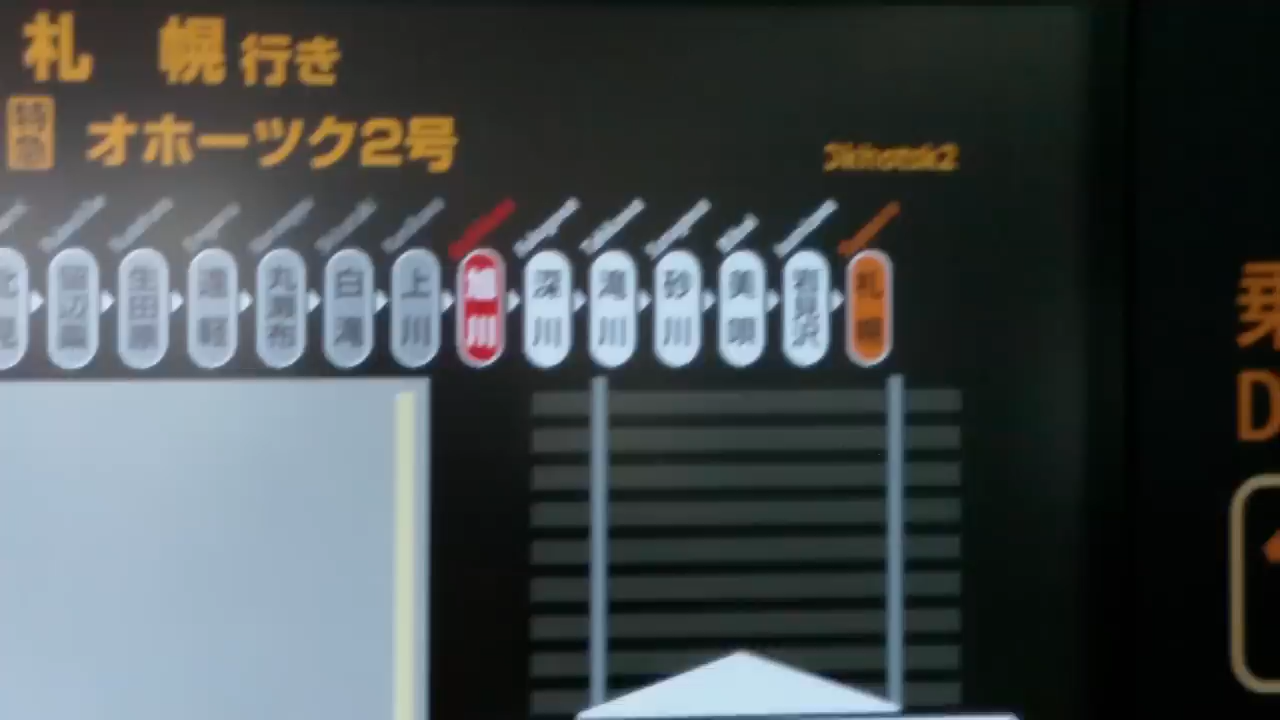 札 幌 行き
特急 オホーツク2号
Okhotsk2
北見
留辺蘂
生田原
遠軽
丸瀬布
白滝
上川
旭川
深川
滝川
砂川
美唄
岩見沢
札幌